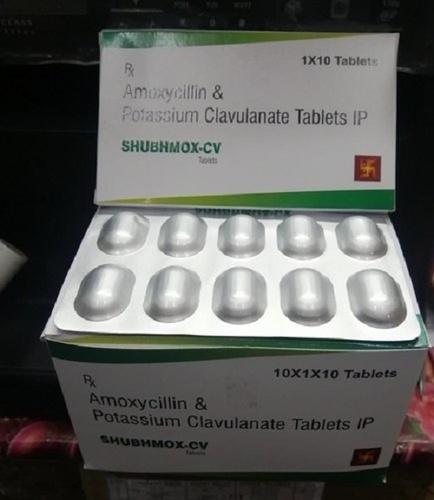 1X10 Tablets
Rx
Amoxycillin &
Potassium Clavulanate Tablets IP
SHUBHMOX-CV
Tablets
SHUBHMOX-CV
10X1X10 Tablets
Rx
Amoxycillin &
Potassium Clavulanate Tablets IP
SHUBHMOX-CV
Tablets